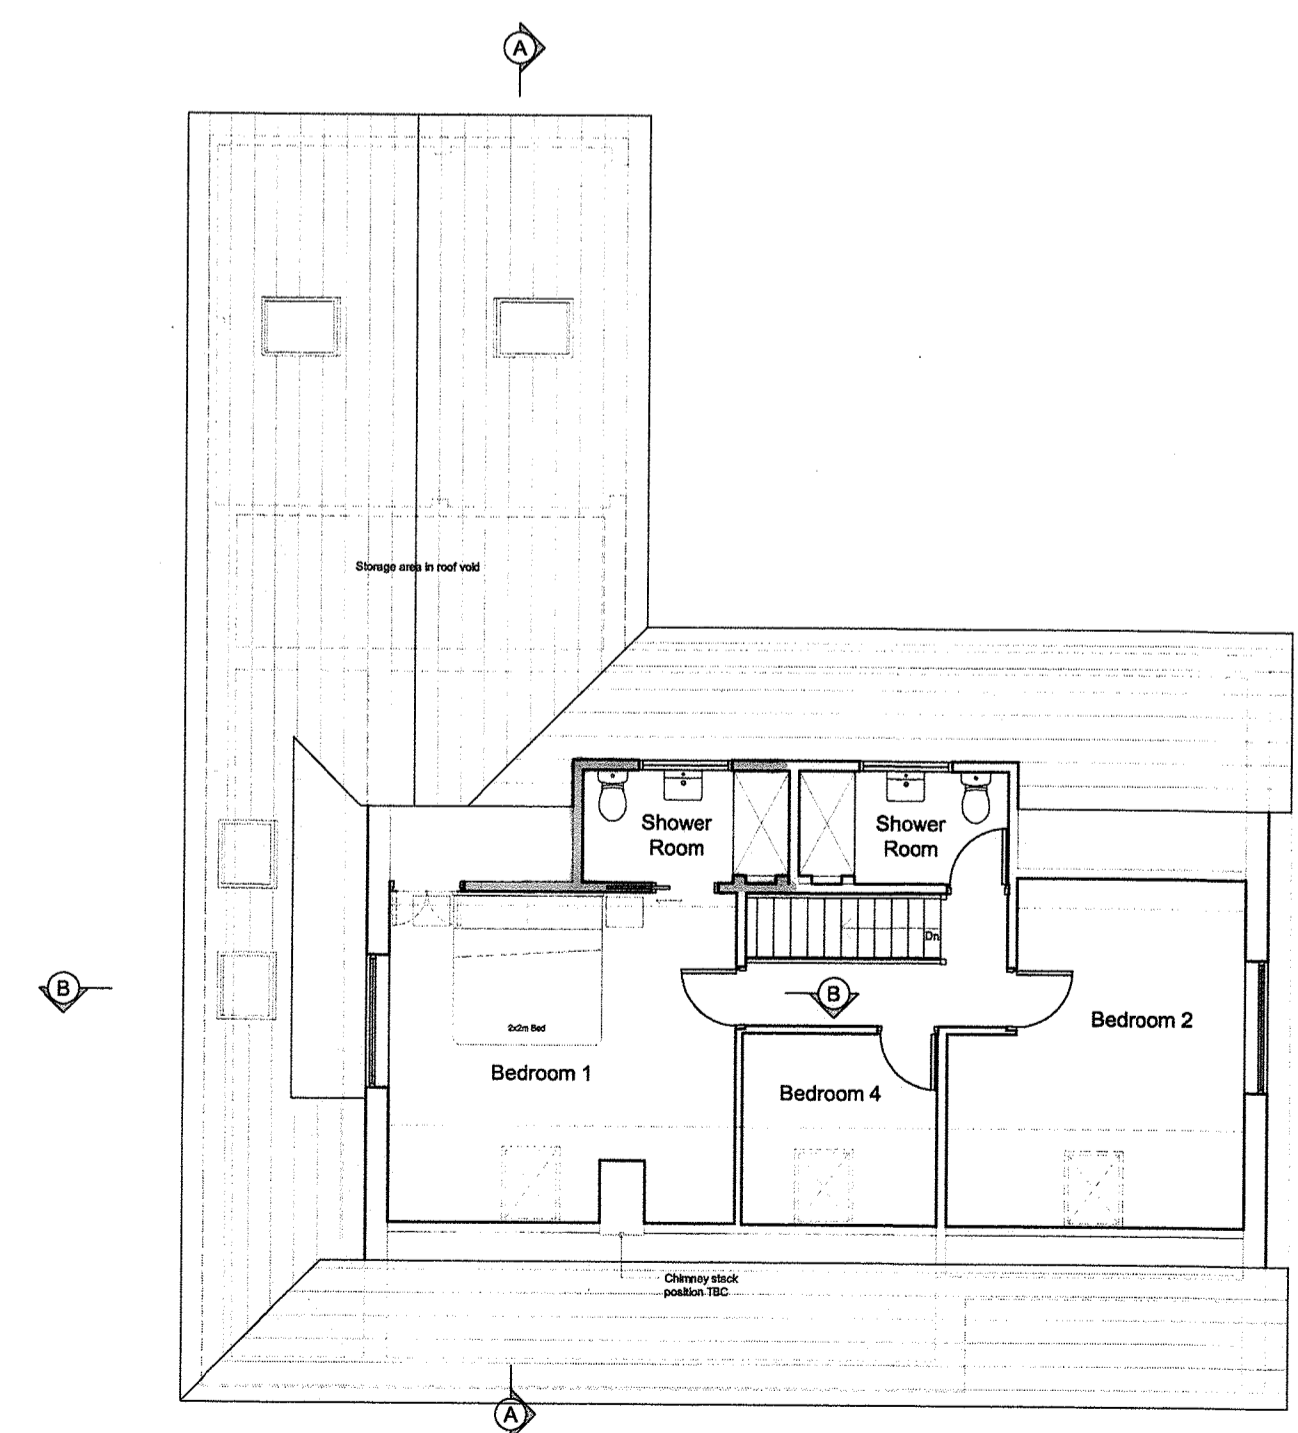 A
Storage area in roof void
Shower
Room
Shower
Room
Dn
B
B
2x2m Bed
Bedroom 2
Bedroom 1
Bedroom 4
Chimney stack
position TBC
A